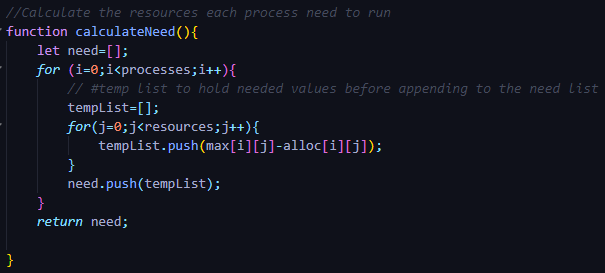 //Calculate the resources each process need to run
function calculateNeed(){
    let need=[];
    for (i=0;i<processes;i++){
        // #temp list to hold needed values before appending to the need list
        tempList=[];
        for(j=0;j<resources;j++){
            tempList.push(max[i][j]-alloc[i][j]);
        }
        need.push(tempList);
    }
    return need;

}